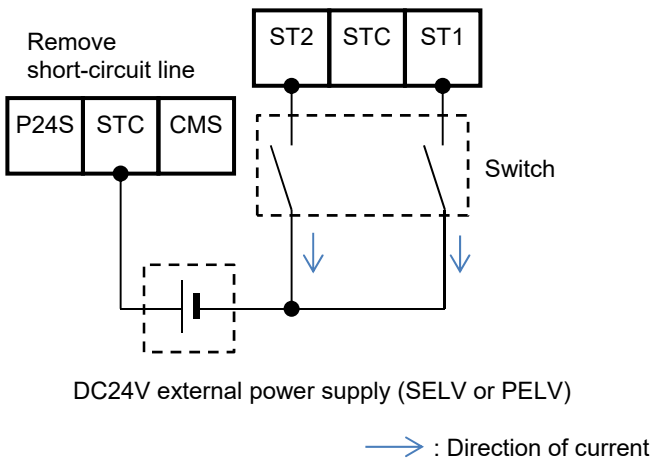 Remove
short-circuit line
ST2 STC ST1
P24S STC CMS
Switch
DC24V external power supply (SELV or PELV)
: Direction of current